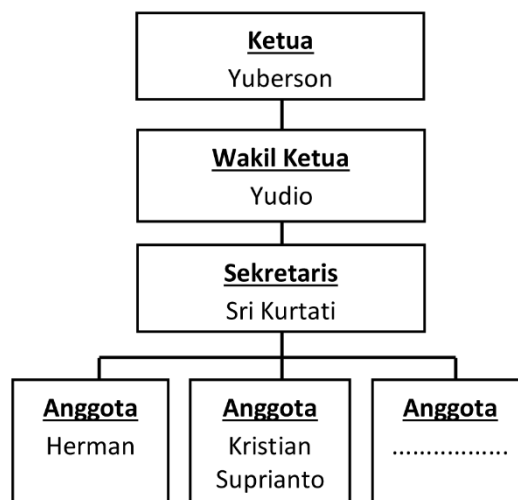 Ketua
Yuberson
Wakil Ketua
Yudio
Sekretaris
Sri Kurtati
Anggota
Herman
Anggota
Kristian
Suprianto
Anggota
.................